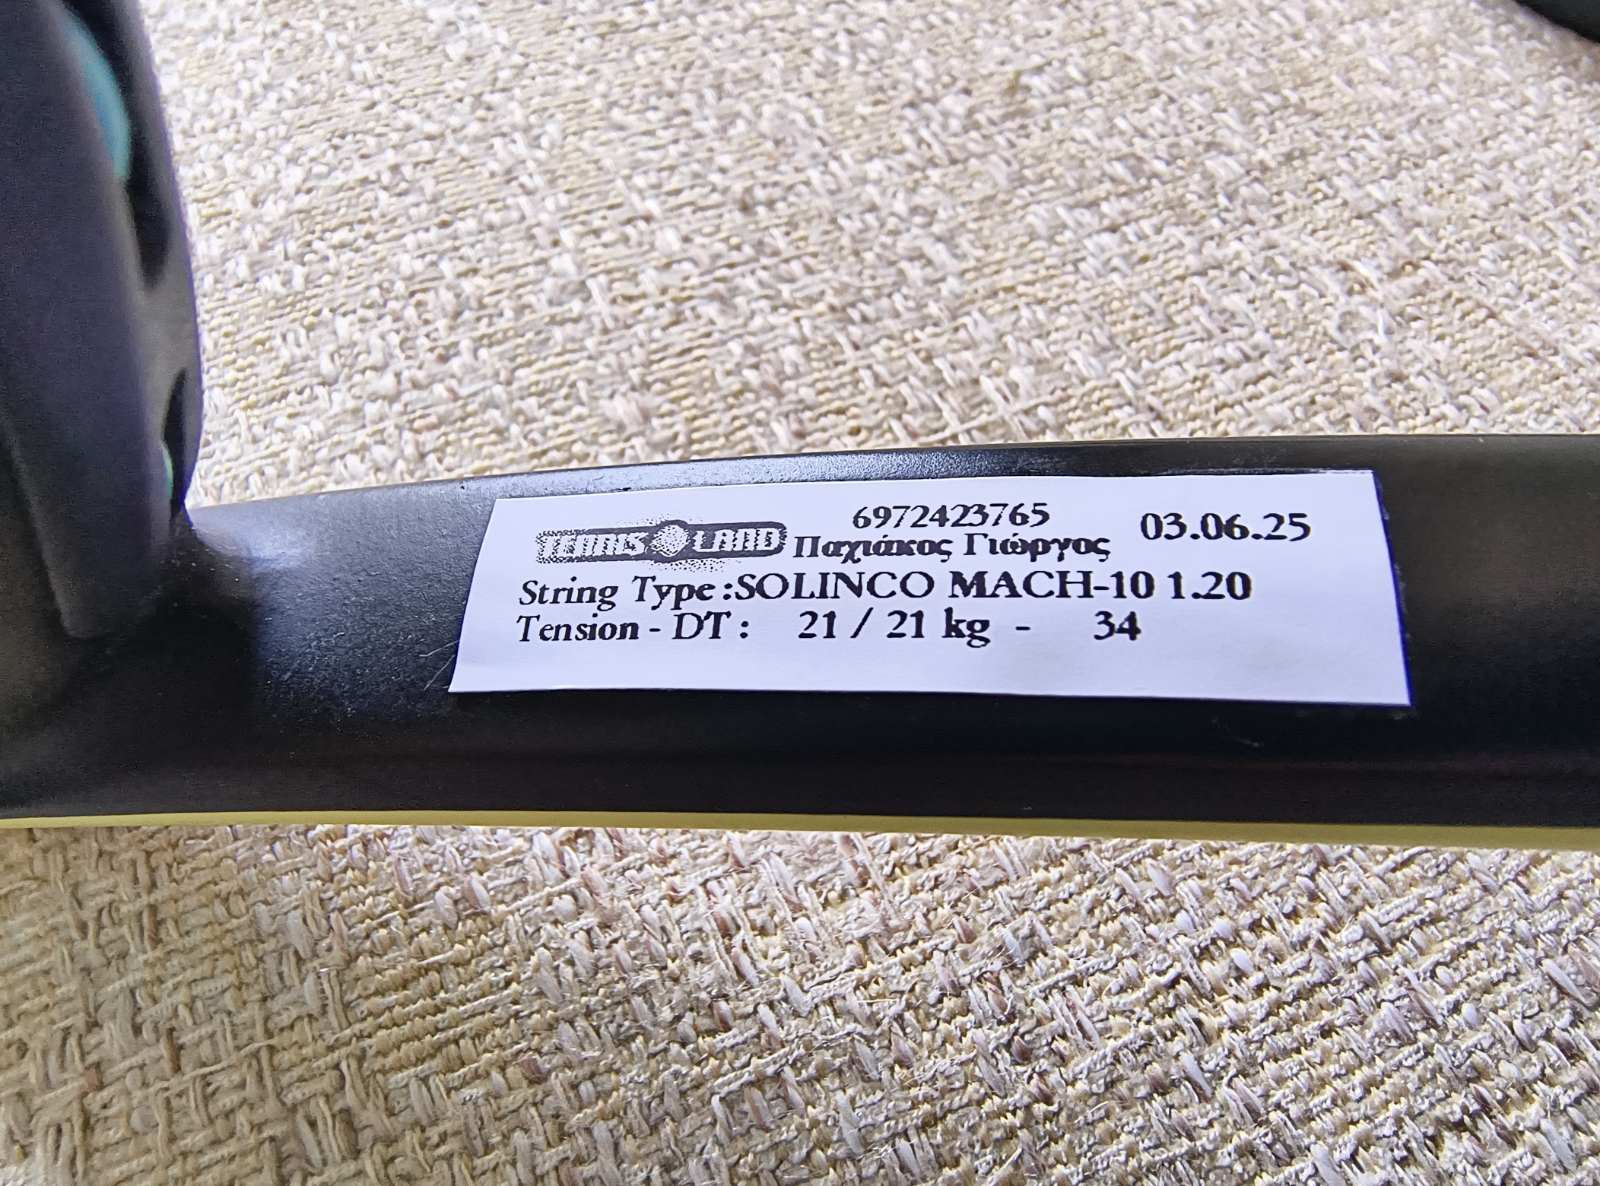 6972423765
TENNIS LAND Παχιάκος Γιώργος 03.06.25
String Type :SOLINCO MACH-10 1.20
Tension - DT : 21 / 21 kg - 34